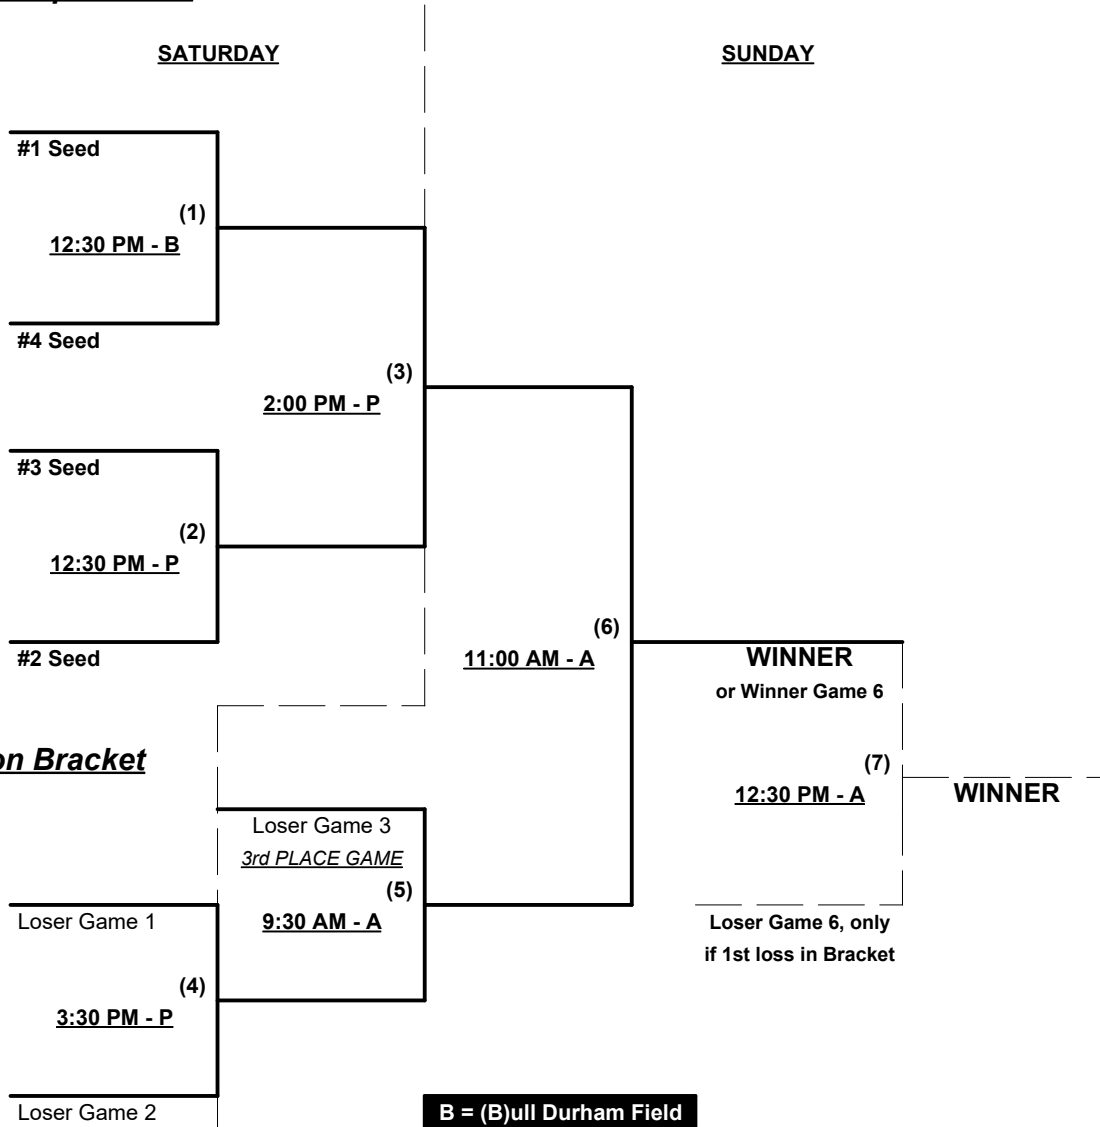 SATURDAY
SUNDAY
#1 Seed
(1)
12:30 PM - B
#4 Seed
(3)
2:00 PM - P
#3 Seed
(2)
12:30 PM - P
#2 Seed
(6)
11:00 AM - A
WINNER
or Winner Game 6
on Bracket
(7)
12:30 PM - A
WINNER
Loser Game 3
3rd PLACE GAME
(5)
9:30 AM - A
Loser Game 1
Loser Game 6, only
if 1st loss in Bracket
(4)
3:30 PM - P
Loser Game 2
B = (B)ull Durham Field